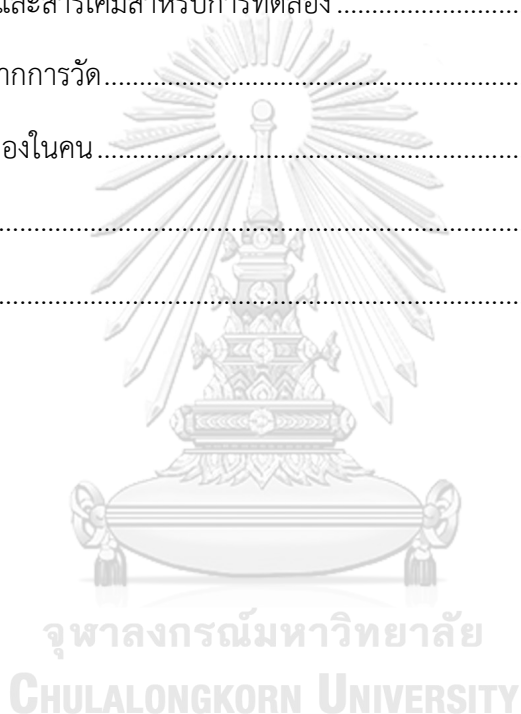 และสารเคมีสำหรับการทดลอง ........................
ากการวัด........................................................
องในคน........................................................
........................................................................
........................................................................
จุฬาลงกรณ์มหาวิทยาลัย
CHULALONGKORN UNIVERSITY